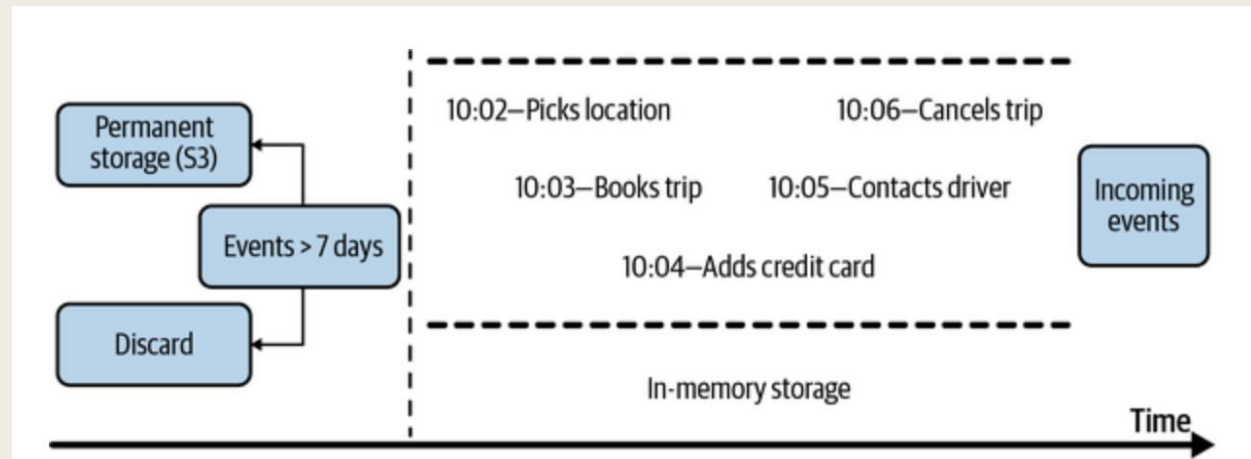 Permanent
storage (S3)
Events > 7 days
Discard
10:02—Picks location
10:06—Cancels trip
10:03—Books trip
10:05—Contacts driver
10:04—Adds credit card
In-memory storage
Incoming
events
Time